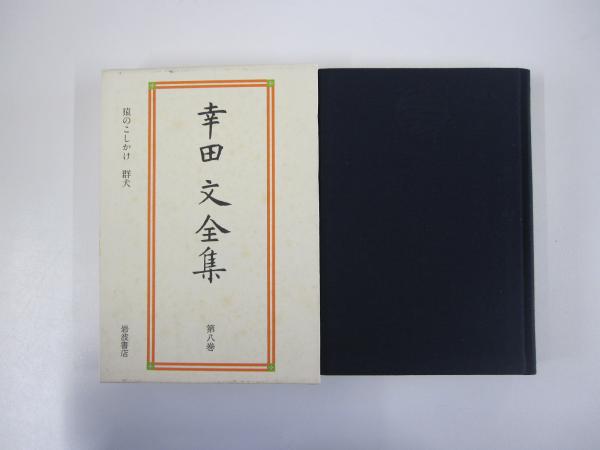 幸田文全集
第八巻
猿のこしかけ 群犬
岩波書店